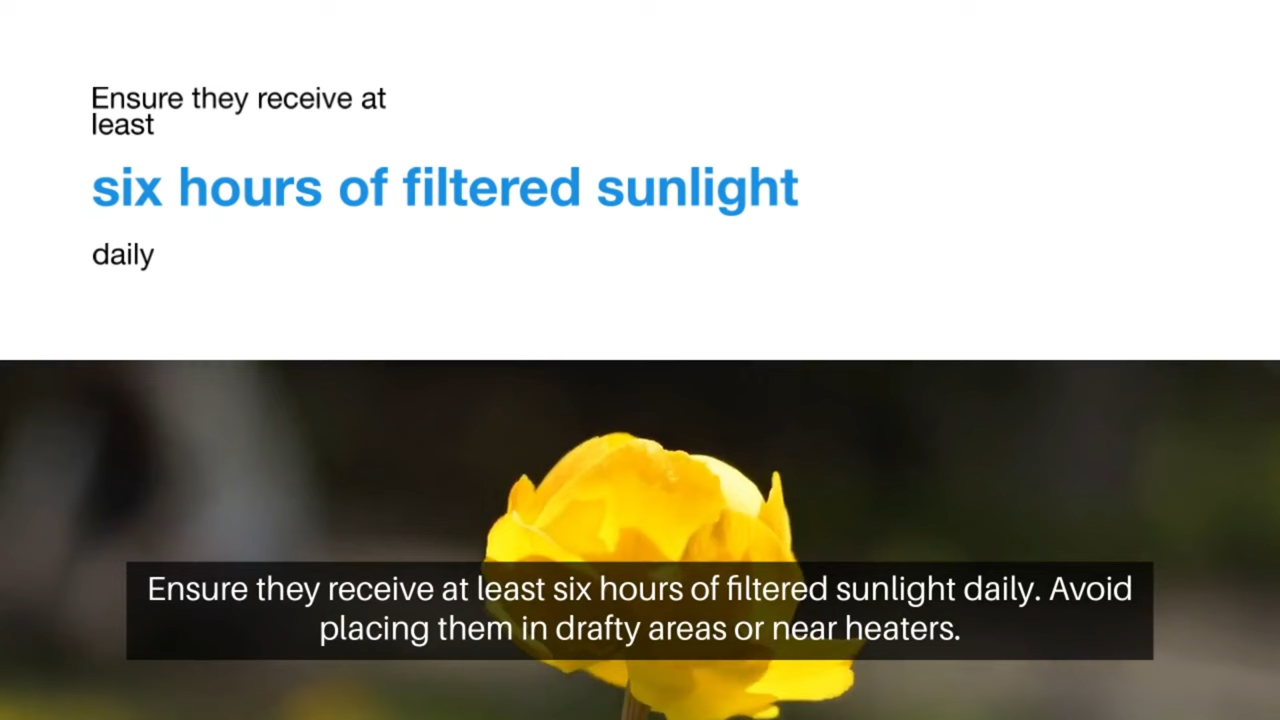 Ensure they receive at
least
six hours of filtered sunlight
daily
Ensure they receive at least six hours of filtered sunlight daily. Avoid
placing them in drafty areas or near heaters.